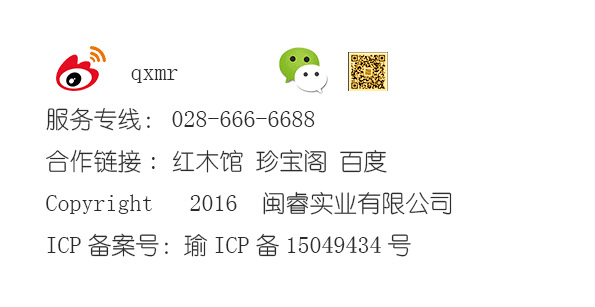 qxmr
服务专线：028-666-6688
合作链接：红木馆 珍宝阁 百度
Copyright 2016 闽睿实业有限公司
ICP备案号：瑜ICP备15049434号